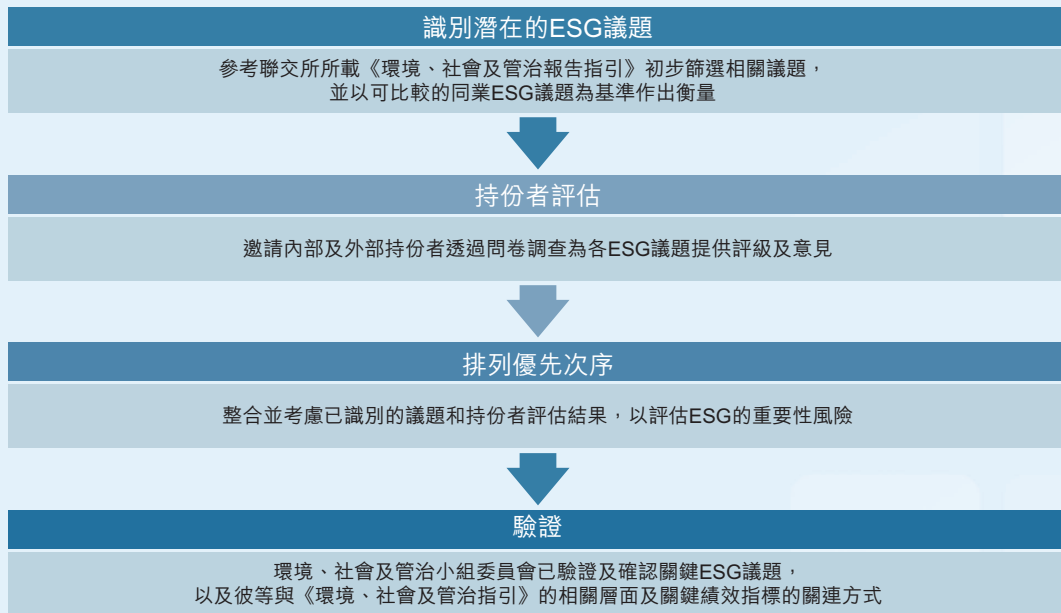 識別潛在的ESG議題
參考聯交所所載《環境、社會及管治報告指引》初步篩選相關議題，
並以可比較的同業ESG議題為基準作出衡量
持份者評估
邀請內部及外部持份者透過問卷調查為各ESG議題提供評級及意見
排列優先次序
整合並考慮已識別的議題和持份者評估結果，以評估ESG的重要性風險
驗證
環境、社會及管治小組委員會已驗證及確認關鍵ESG議題，
以及彼等與《環境、社會及管治指引》的相關層面及關鍵績效指標的關連方式